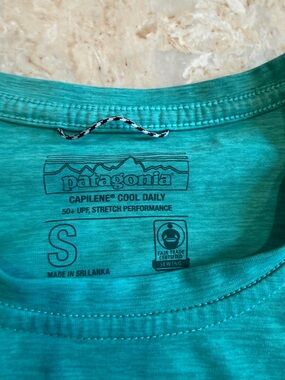 patagonia
CAPILENE® COOL DAILY
50+ UPF, STRETCH PERFORMANCE
S
MADE IN SRI LANKA
FAIR TRADE
CERTIFIED
SEWING